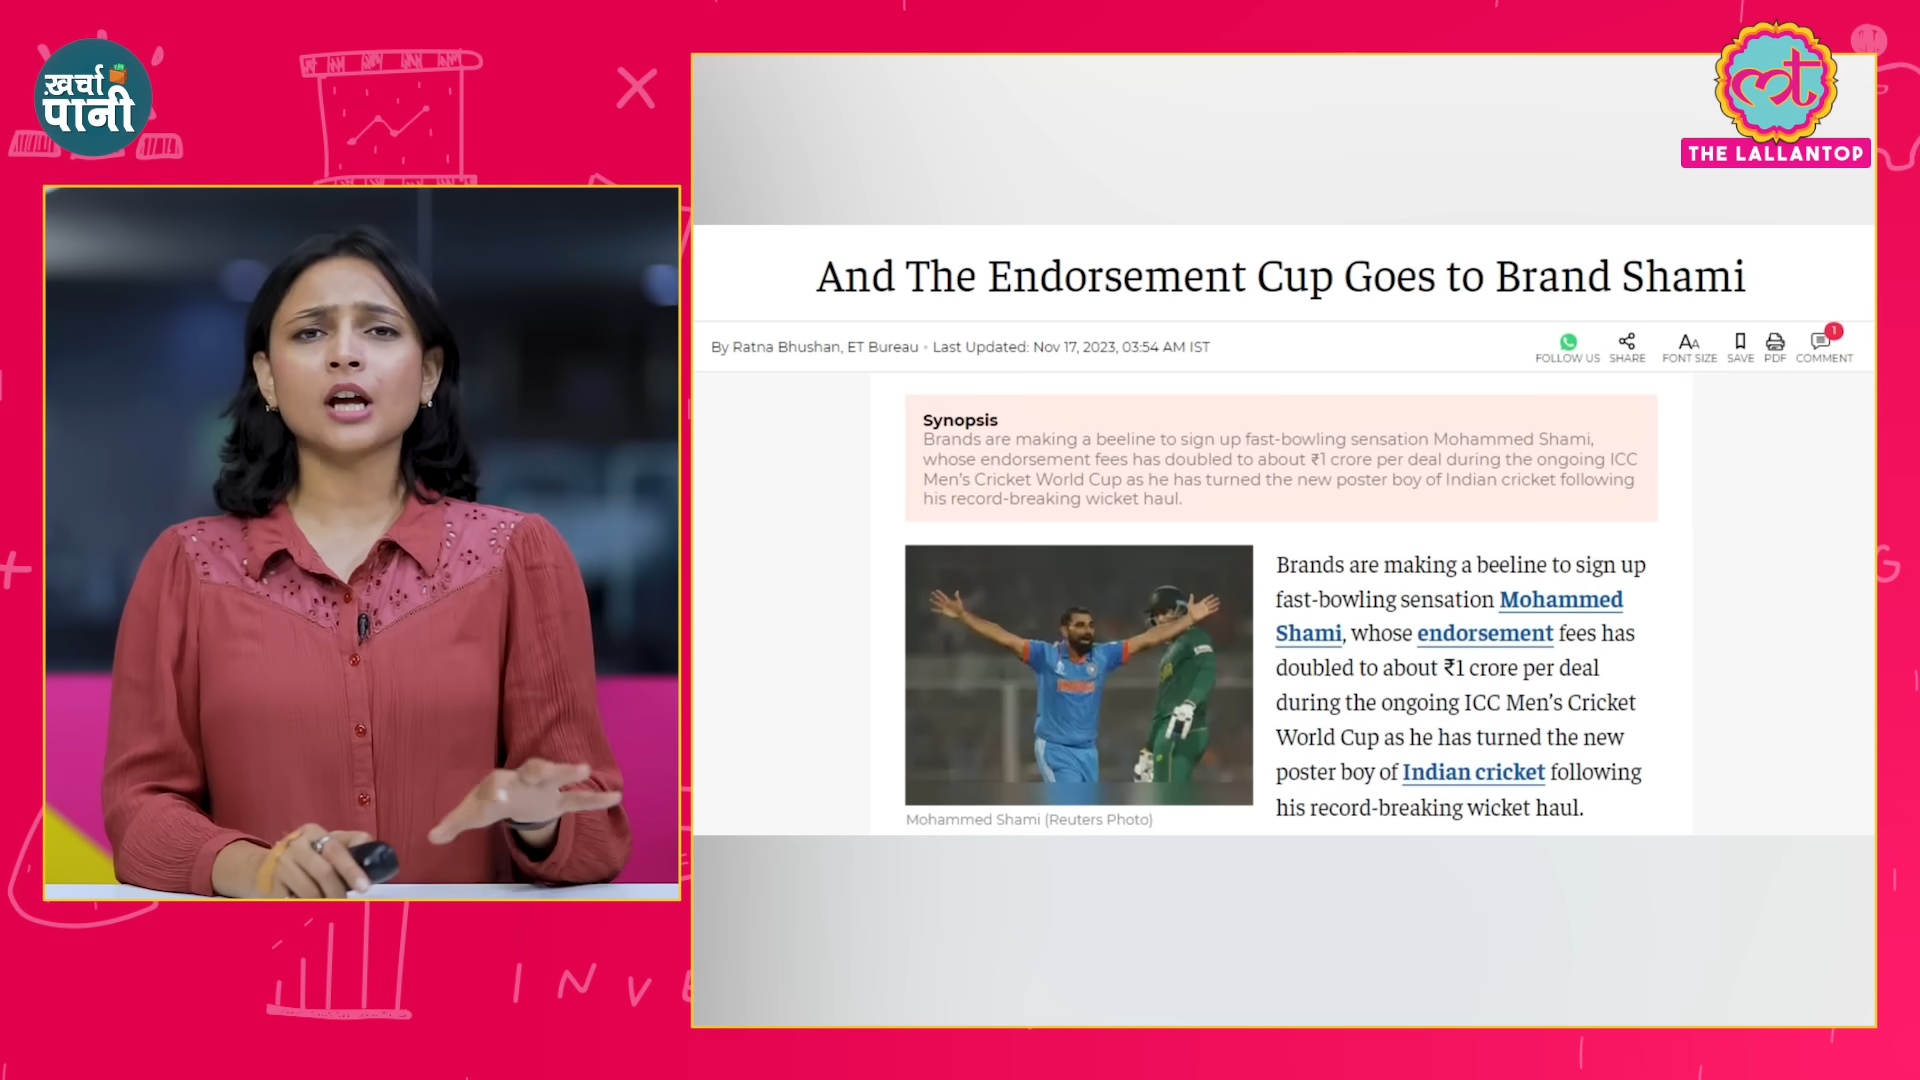 ख़र्चा
पानी
mt
THE LALLANTOP
And The Endorsement Cup Goes to Brand Shami
By Ratna Bhushan, ET Bureau • Last Updated: Nov 17, 2023, 03:54 AM IST
FOLLOW US SHARE FONT SIZE SAVE PDF COMMENT
1
Synopsis
Brands are making a beeline to sign up fast-bowling sensation Mohammed Shami,
whose endorsement fees has doubled to about ₹1 crore per deal during the ongoing ICC
Men's Cricket World Cup as he has turned the new poster boy of Indian cricket following
his record-breaking wicket haul.
Brands are making a beeline to sign up
fast-bowling sensation Mohammed
Shami, whose endorsement fees has
doubled to about ₹1 crore per deal
during the ongoing ICC Men's Cricket
World Cup as he has turned the new
poster boy of Indian cricket following
his record-breaking wicket haul.
Mohammed Shami (Reuters Photo)
INVE